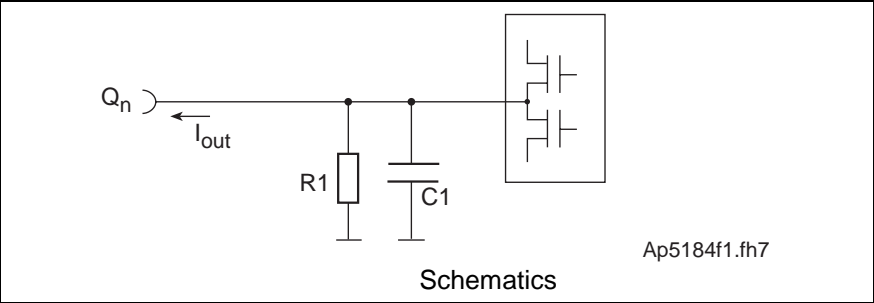 Qn
Iout
R1
C1
Ap5184f1.fh7
Schematics